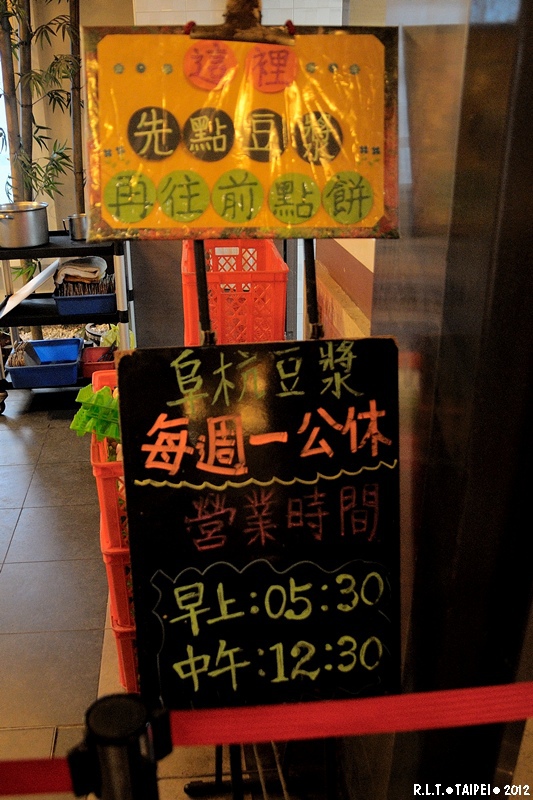 這裡
先點豆漿
再往前點餅
阜杭豆漿
每週一公休
營業時間
早上:05:30
中午:12:30
R.L.T.●TAIPEI● 2012